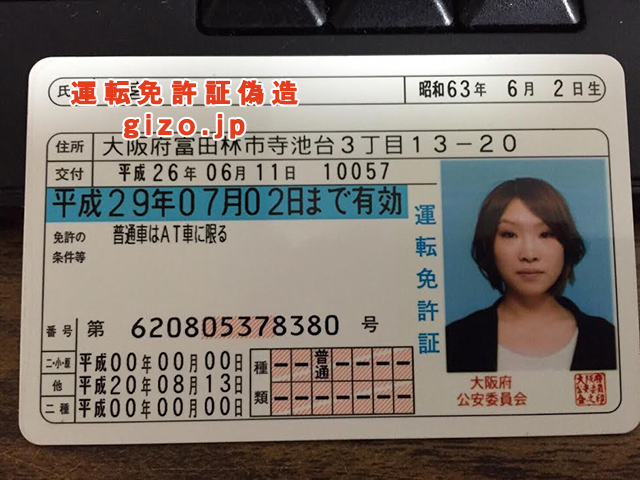 氏
昭和63年 6月 2日生
運転免許証偽造
gizo.jp
住所 大阪府富田林市寺池台3丁目13-20
交付 平成26年06月11日 10057
平成29年07月02日まで有効
免許の
条件等
普通車はAT車に限る
運転免許証
番号 第 620805378380 号
二・小・原 平成00年00月00日
他 平成20年08月13日
二種 平成00年00月00日
種類
普通
大阪府
公安委員会